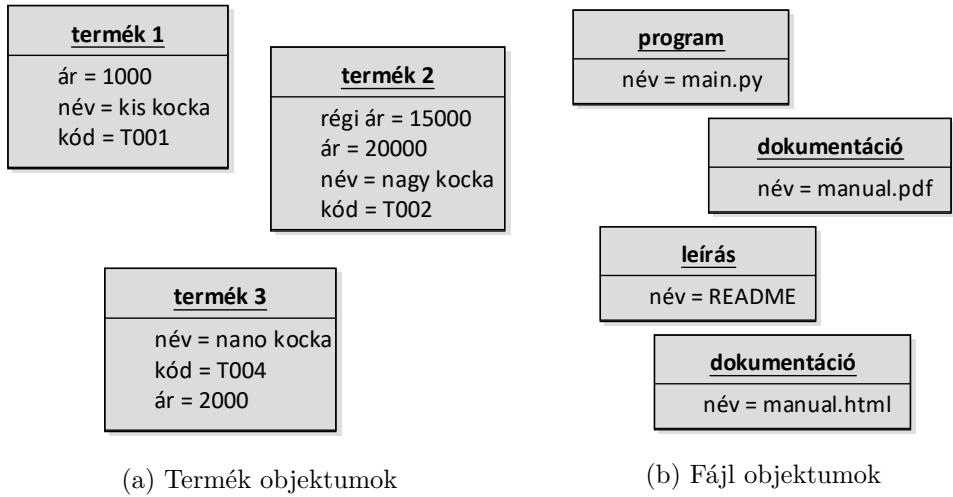 termék 1
ár = 1000
név = kis kocka
kód = T001
termék 2
régi ár = 15000
ár = 20000
név = nagy kocka
kód = T002
termék 3
név = nano kocka
kód = T004
ár = 2000
(a) Termék objektumok
program
név = main.py
dokumentáció
név = manual.pdf
leírás
név = README
dokumentáció
név = manual.html
(b) Fájl objektumok